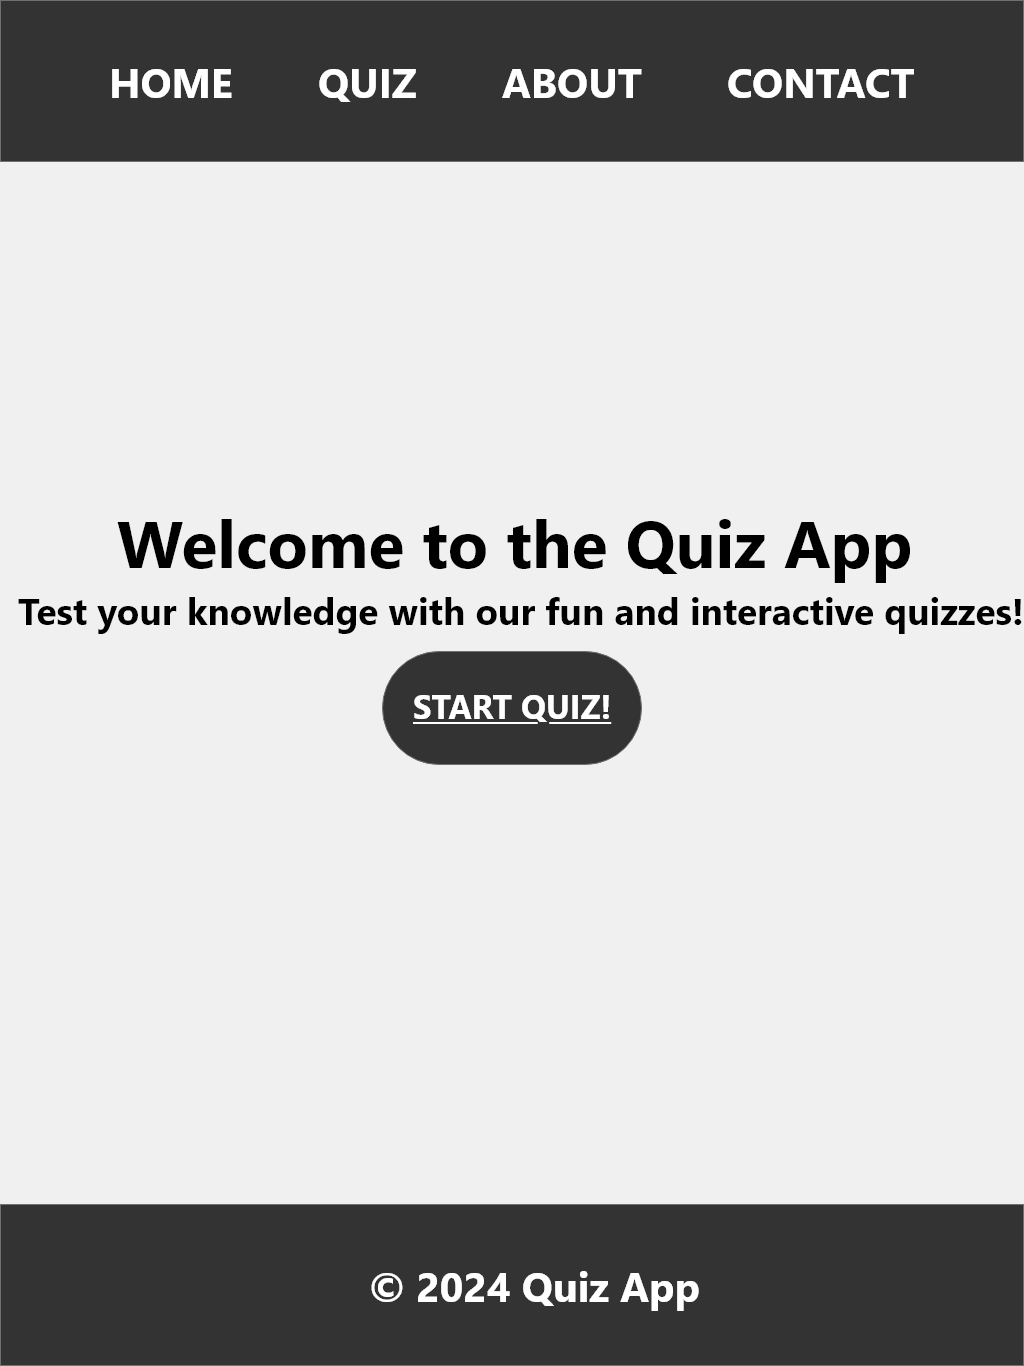 HOME QUIZ ABOUT CONTACT
Welcome to the Quiz App
Test your knowledge with our fun and interactive quizzes!
START QUIZ!
© 2024 Quiz App